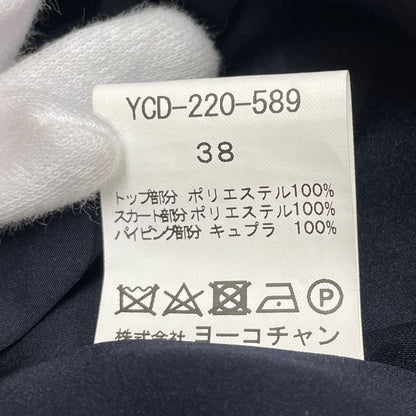 YCD-220-589
38
トップ部分 ポリエステル100%
スカート部分 ポリエステル100%
パイピング部分 キュプラ 100%
P
株式会社 ヨーコチャン